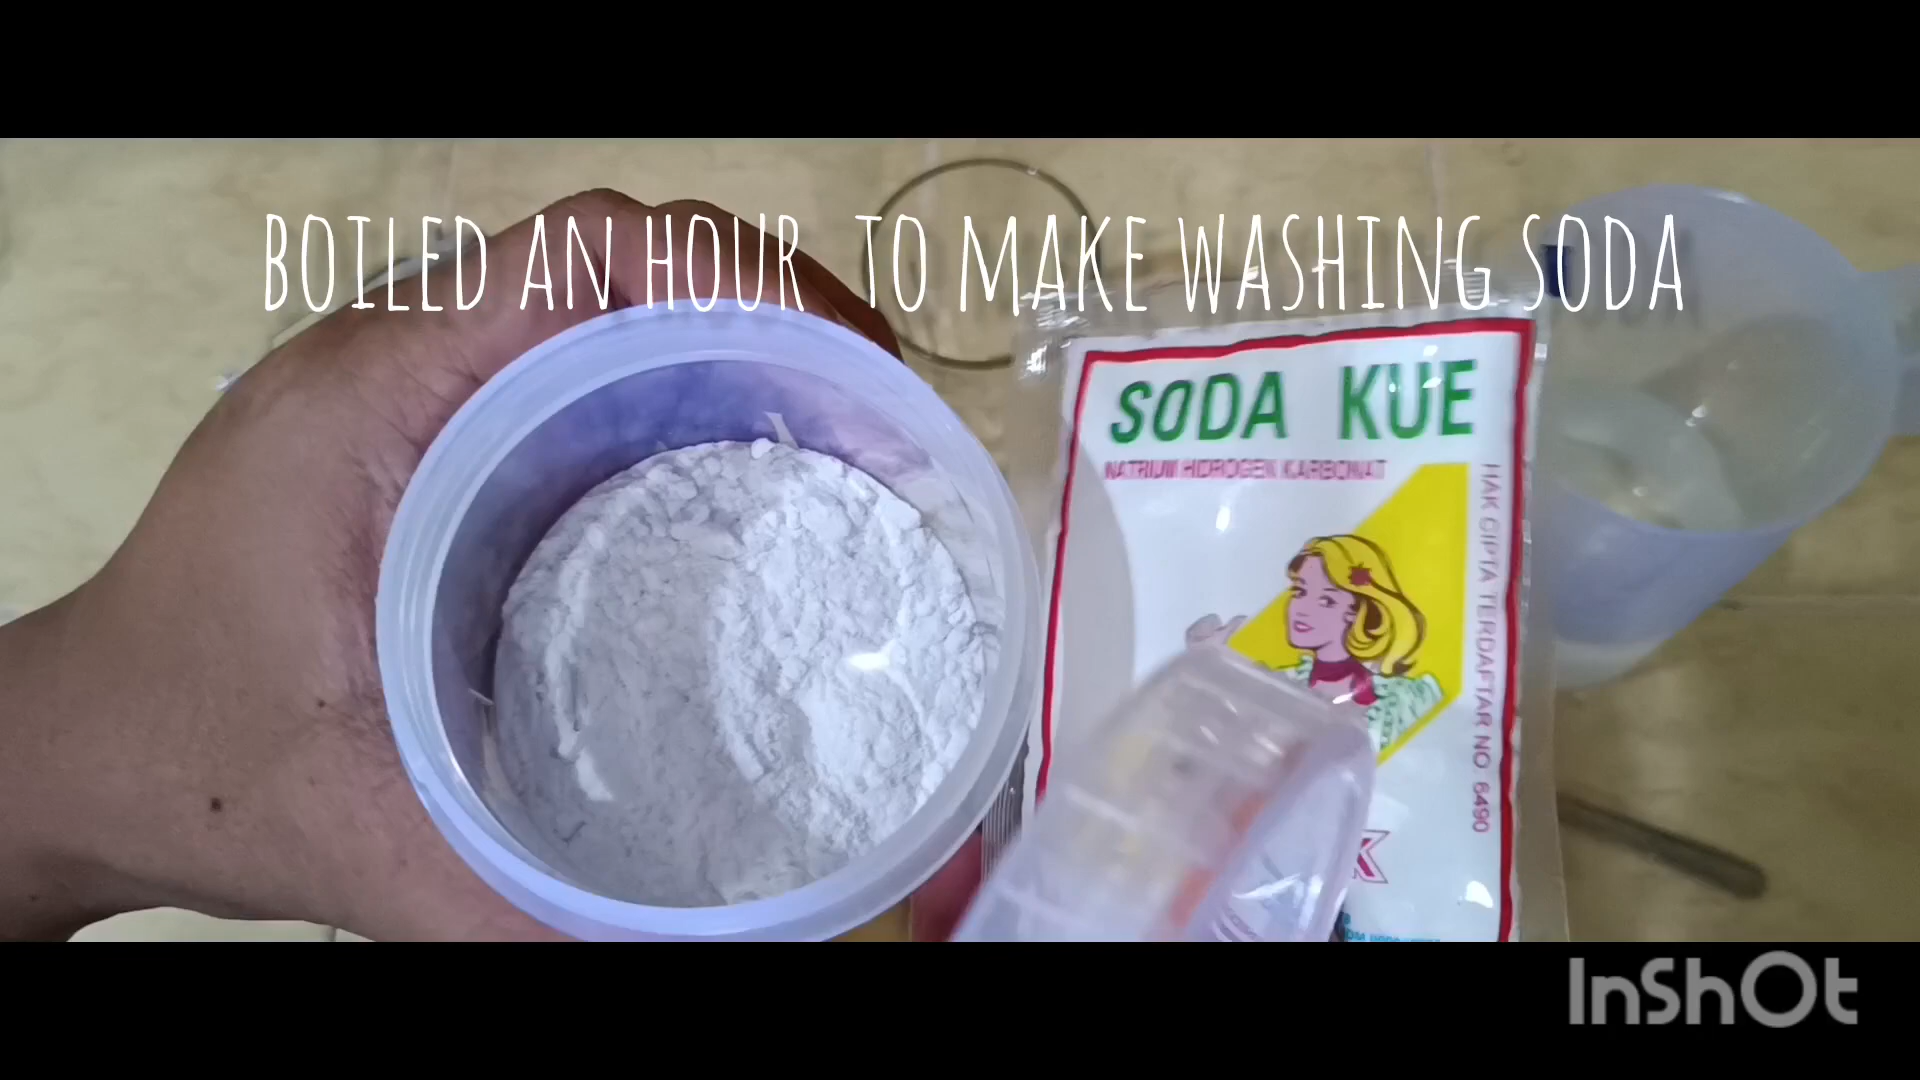 BOILED AN HOUR TO MAKE WASHING SODA
SODA KUE
NATRIUM HIDROGEN KARBONAT
HAK CIPTA TERDAFTAR NO. 6490
K
InShOt